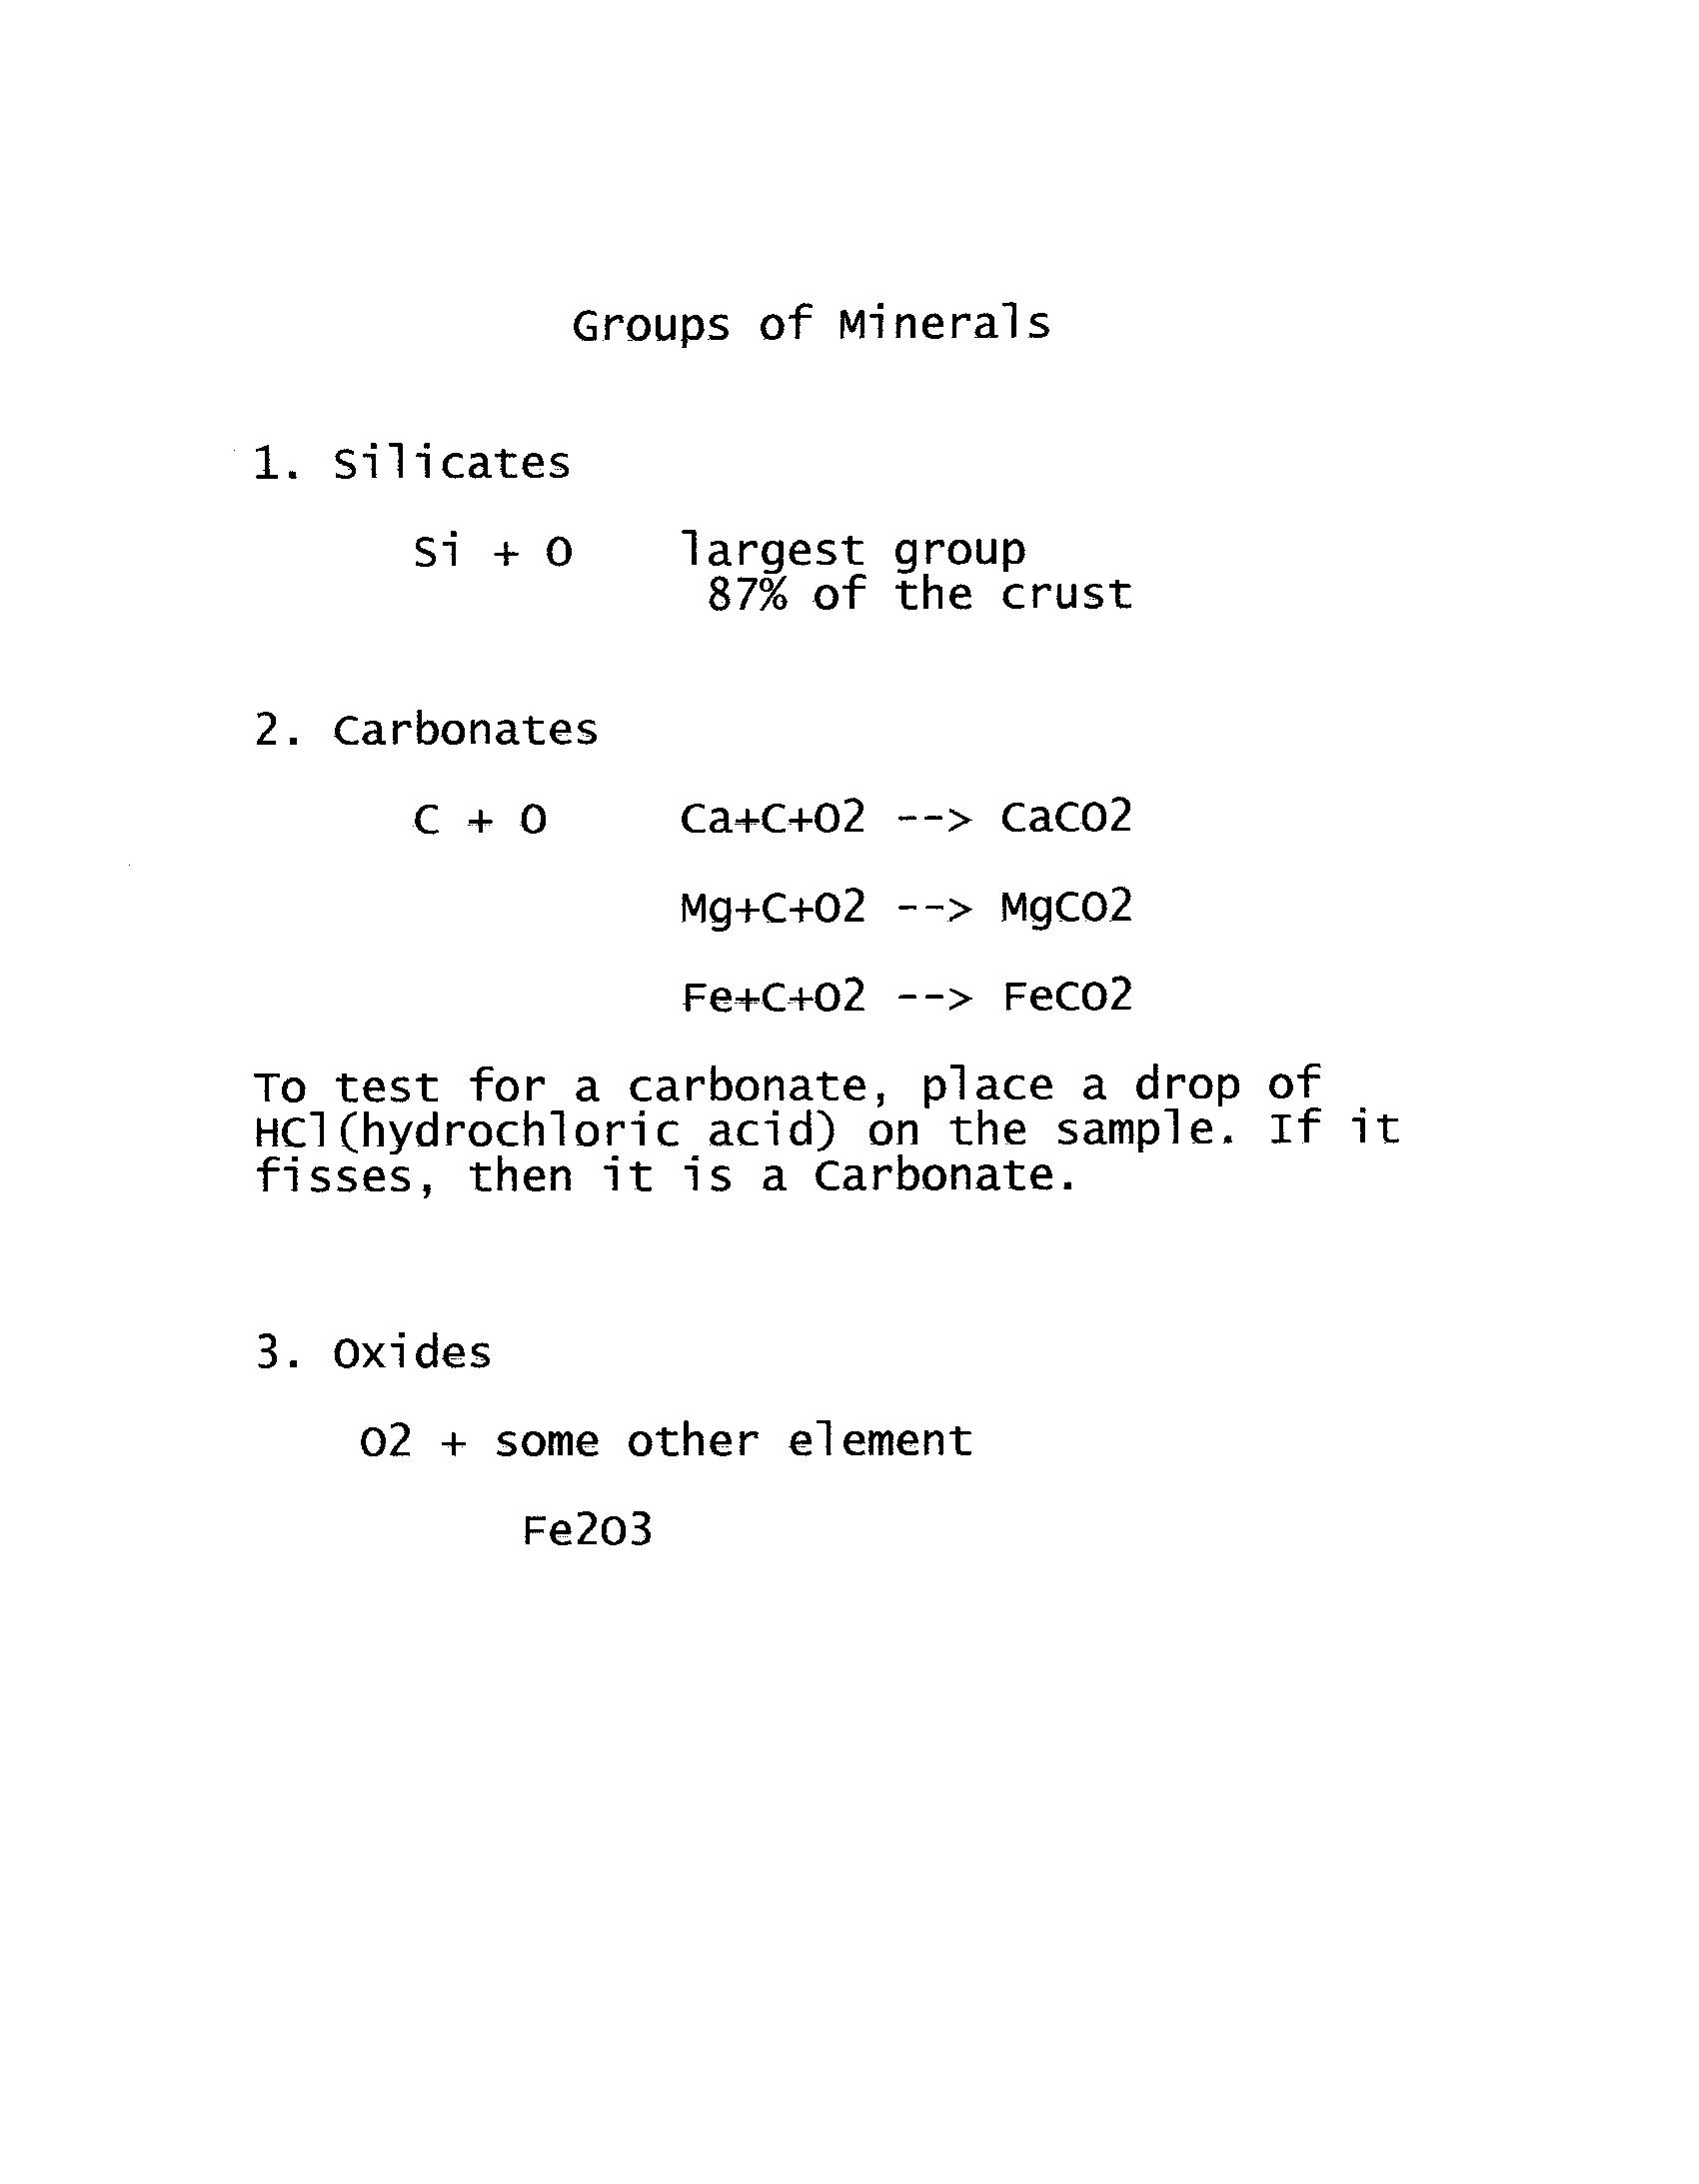 Groups of Minerals
1. Silicates
Si + O largest group
87% of the crust
2. Carbonates
C + O Ca+C+O2 --> CaCO2
Mg+C+O2 --> MgCO2
Fe+C+O2 --> FeCO2
To test for a carbonate, place a drop of
HCl(hydrochloric acid) on the sample. If it
fisses, then it is a Carbonate.
3. Oxides
O2 + some other element
Fe2O3